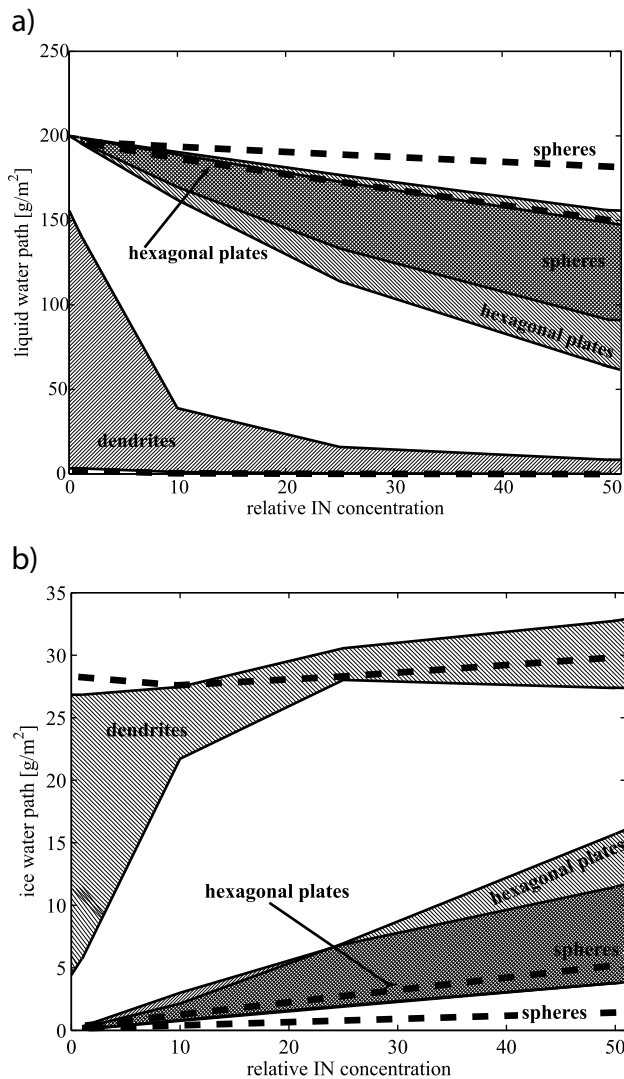 a)
250
200
150
100
50
0
liquid water path [g/m²]
spheres
hexagonal plates
spheres
hexagonal plates
dendrites
0 10 20 30 40 50
relative IN concentration
b)
35
30
25
20
15
10
5
0
ice water path [g/m²]
dendrites
hexagonal plates
hexagonal plates
spheres
spheres
0 10 20 30 40 50
relative IN concentration